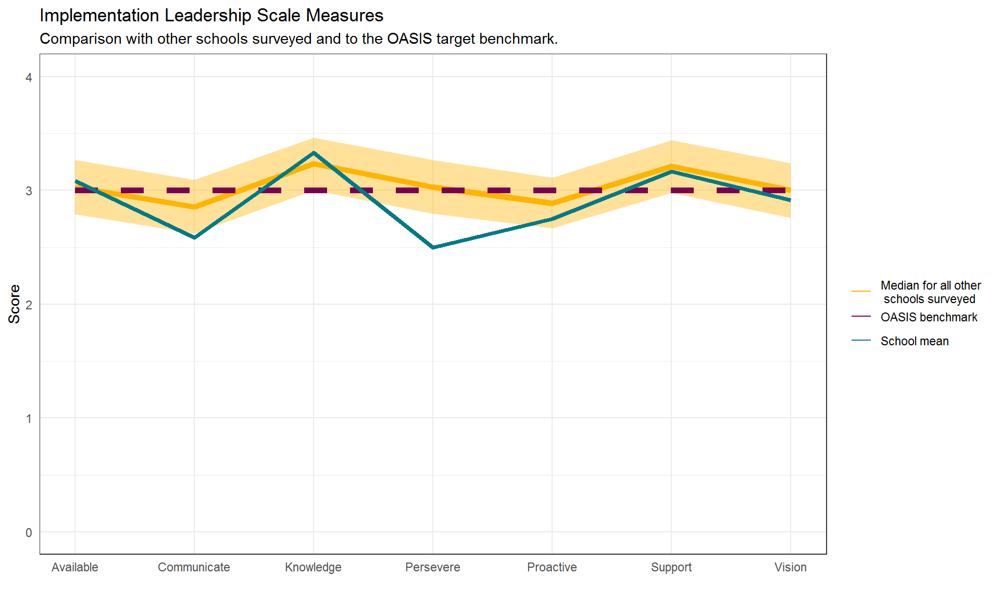 Implementation Leadership Scale Measures
Comparison with other schools surveyed and to the OASIS target benchmark.
Score
4
3
2
1
0
Available Communicate Knowledge Persevere Proactive Support Vision
Median for all other
schools surveyed
OASIS benchmark
School mean